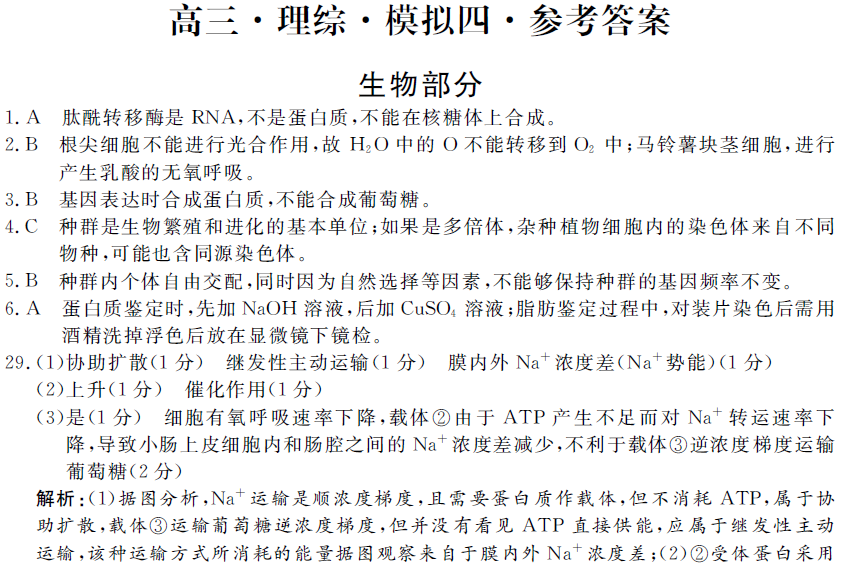 高三·理综·模拟四·参考答案
生物部分
1. A 肽酰转移酶是 RNA,不是蛋白质,不能在核糖体上合成。
2. B 根尖细胞不能进行光合作用,故 H₂O 中的 O 不能转移到 O₂ 中;马铃薯块茎细胞,进行
产生乳酸的无氧呼吸。
3. B 基因表达时合成蛋白质,不能合成葡萄糖。
4. C 种群是生物繁殖和进化的基本单位;如果是多倍体,杂种植物细胞内的染色体来自不同
物种,可能也含同源染色体。
5. B 种群内个体自由交配,同时因为自然选择等因素,不能够保持种群的基因频率不变。
6. A 蛋白质鉴定时,先加 NaOH 溶液,后加 CuSO₄ 溶液;脂肪鉴定过程中,对装片染色后需用
酒精洗掉浮色后放在显微镜下镜检。
29. (1)协助扩散(1 分) 继发性主动运输(1 分) 膜内外 Na⁺ 浓度差(Na⁺ 势能)(1 分)
(2)上升(1 分) 催化作用(1 分)
(3)是(1 分) 细胞有氧呼吸速率下降,载体②由于 ATP 产生不足而对 Na⁺ 转运速率下
降,导致小肠上皮细胞内和肠腔之间的 Na⁺ 浓度差减少,不利于载体③逆浓度梯度运输
葡萄糖(2 分)
解析:(1)据图分析,Na⁺ 运输是顺浓度梯度,且需要蛋白质作载体,但不消耗 ATP,属于协
助扩散,载体③运输葡萄糖逆浓度梯度,但并没有看见 ATP 直接供能,应属于继发性主动
运输,该种运输方式所消耗的能量据图观察来自于膜内外 Na⁺ 浓度差;(2)②受体蛋白采用